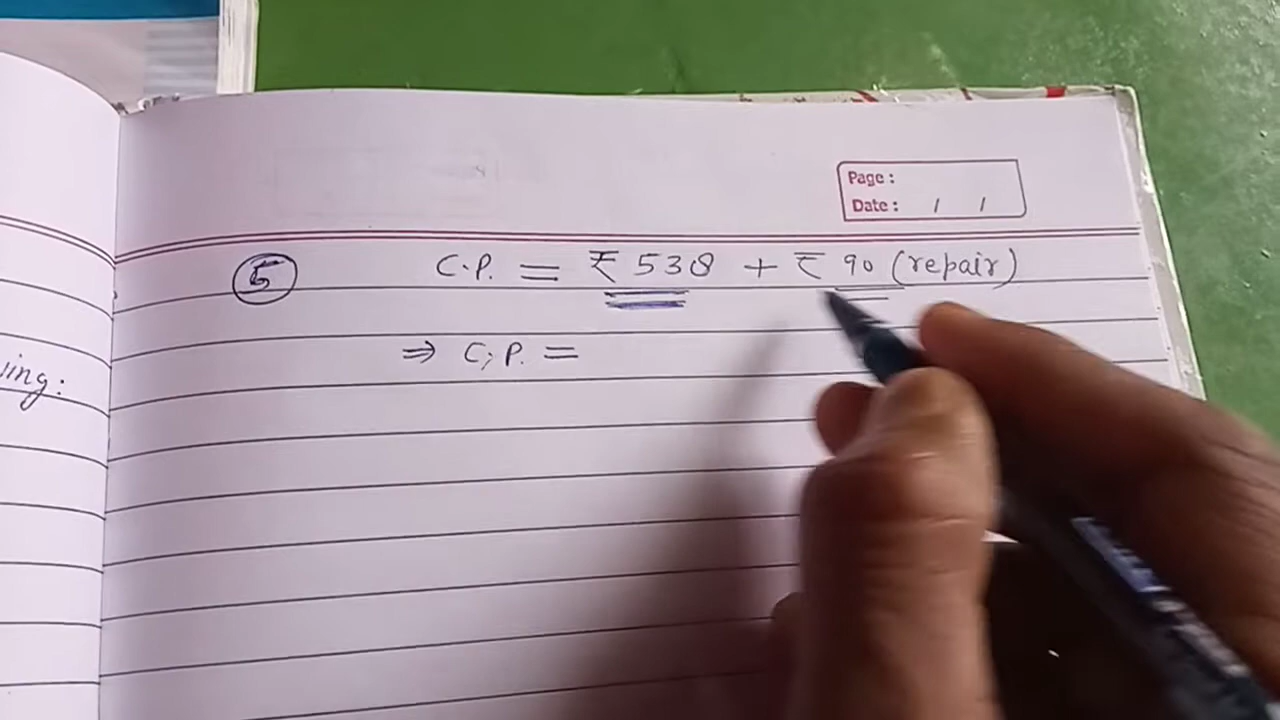 Page :
Date : / /
5 C.P. = ₹ 538 + ₹ 90 (repair)
⇒ C.P. =
ing: